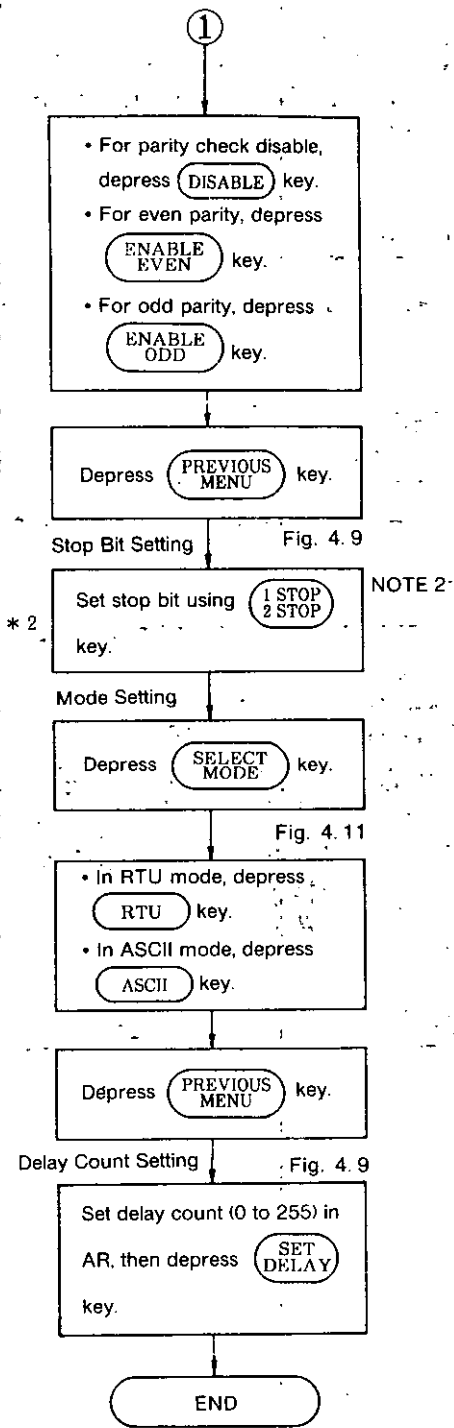 1
• For parity check disable,
depress DISABLE key.
• For even parity, depress
ENABLE
EVEN key.
• For odd parity, depress
ENABLE
ODD key.
Depress PREVIOUS
MENU key.
Stop Bit Setting Fig. 4.9
Set stop bit using 1 STOP
2 STOP
key.
NOTE 2
* 2
Mode Setting
Depress SELECT
MODE key.
Fig. 4.11
• In RTU mode, depress
RTU key.
• In ASCII mode, depress
ASCII key.
Depress PREVIOUS
MENU key.
Delay Count Setting Fig. 4.9
Set delay count (0 to 255) in
AR, then depress SET
DELAY
key.
END